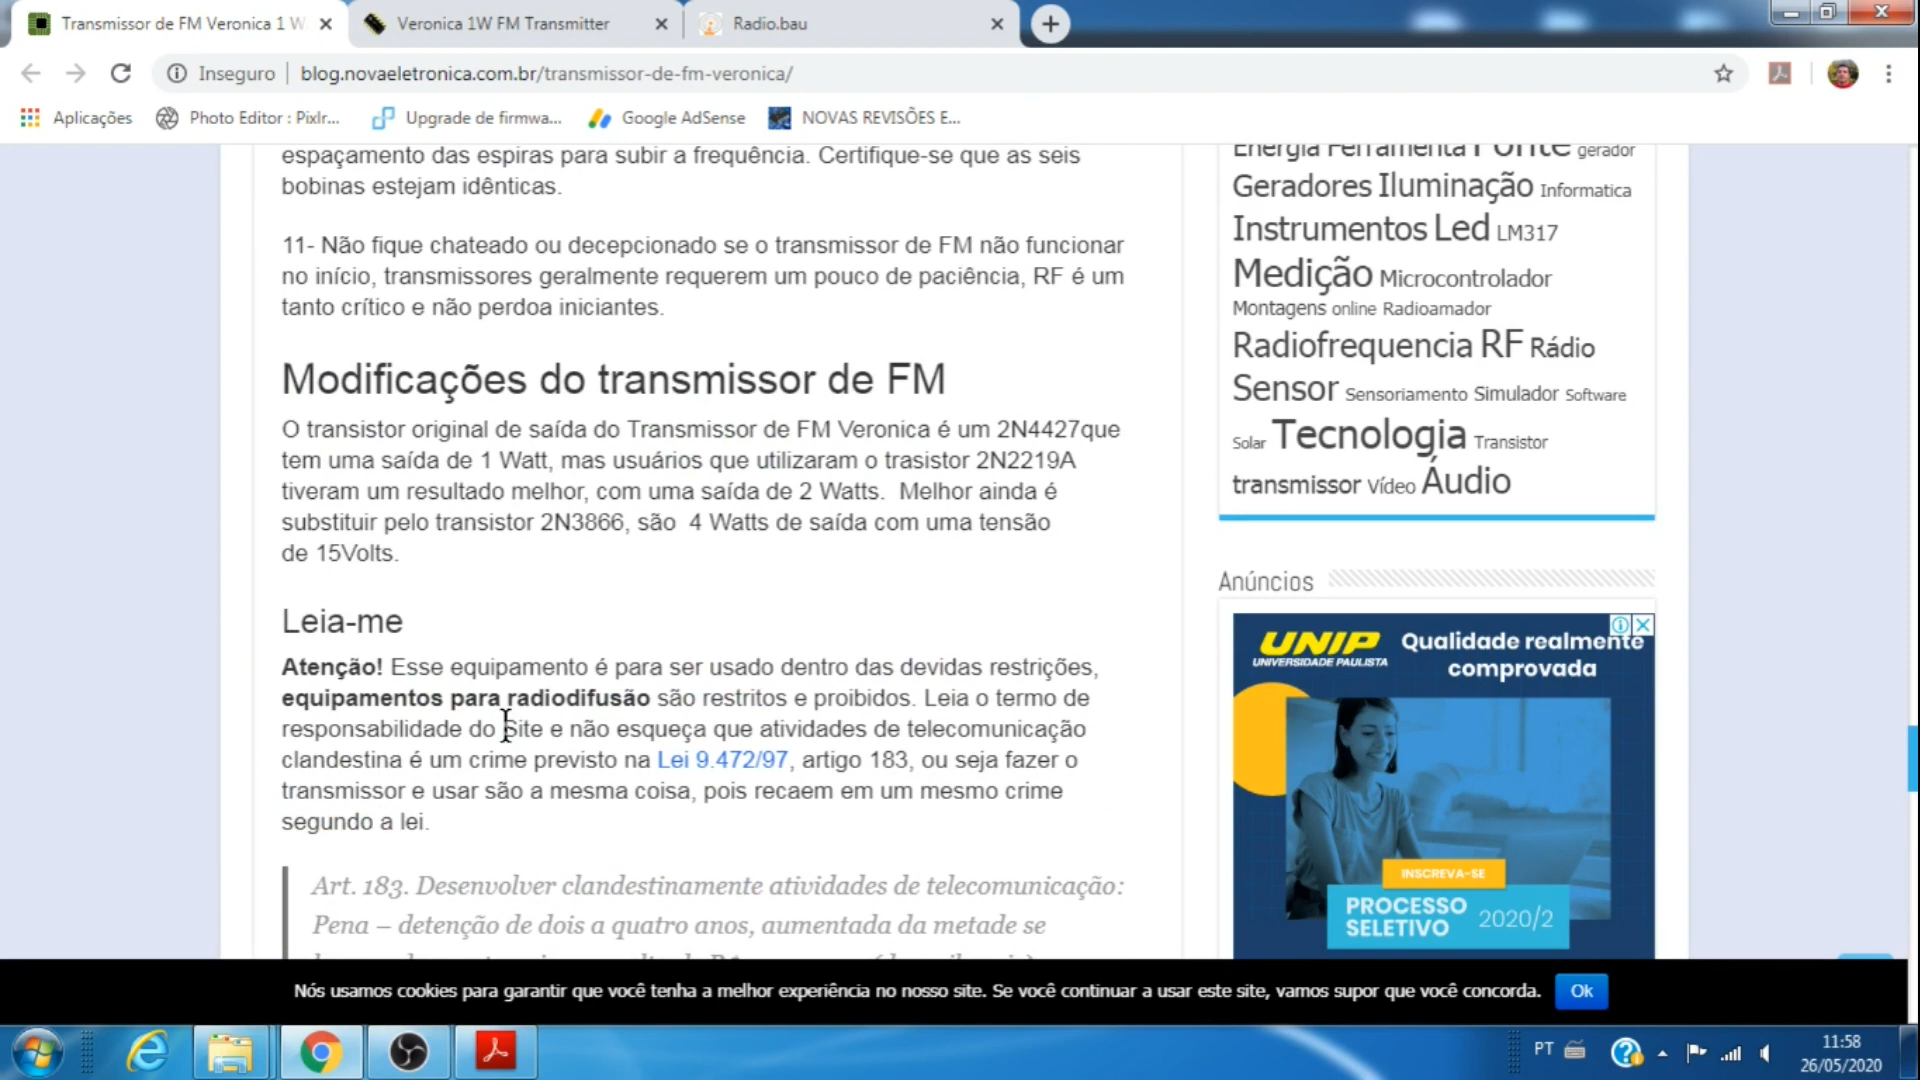 Transmissor de FM Veronica 1 W
Veronica 1W FM Transmitter
Radio.bau
Inseguro
blog.novaeletronica.com.br/transmissor-de-fm-veronica/
Aplicações
Photo Editor : Pixlr...
Upgrade de firmwa...
Google AdSense
NOVAS REVISÕES E...
espaçamento das espiras para subir a frequência. Certifique-se que as seis
bobinas estejam idênticas.
11- Não fique chateado ou decepcionado se o transmissor de FM não funcionar
no início, transmissores geralmente requerem um pouco de paciência, RF é um
tanto crítico e não perdoa iniciantes.
Modificações do transmissor de FM
O transistor original de saída do Transmissor de FM Veronica é um 2N4427que
tem uma saída de 1 Watt, mas usuários que utilizaram o trasistor 2N2219A
tiveram um resultado melhor, com uma saída de 2 Watts. Melhor ainda é
substituir pelo transistor 2N3866, são 4 Watts de saída com uma tensão
de 15Volts.
Leia-me
Atenção! Esse equipamento é para ser usado dentro das devidas restrições,
equipamentos para radiodifusão são restritos e proibidos. Leia o termo de
responsabilidade do Site e não esqueça que atividades de telecomunicação
clandestina é um crime previsto na Lei 9.472/97, artigo 183, ou seja fazer o
transmissor e usar são a mesma coisa, pois recaem em um mesmo crime
segundo a lei.
Art. 183. Desenvolver clandestinamente atividades de telecomunicação:
Pena – detenção de dois a quatro anos, aumentada da metade se
Energia Ferramenta Fonte gerador
Geradores Iluminação Informatica
Instrumentos Led LM317
Medição Microcontrolador
Montagens online Radioamador
Radiofrequencia RF Rádio
Sensor Sensoriamento Simulador Software
Solar Tecnologia Transistor
transmissor Vídeo Áudio
Anúncios
UNIP
UNIVERSIDADE PAULISTA
Qualidade realmente
comprovada
INSCREVA-SE
PROCESSO
SELETIVO
2020/2
Nós usamos cookies para garantir que você tenha a melhor experiência no nosso site. Se você continuar a usar este site, vamos supor que você concorda.
Ok
PT
11:58
26/05/2020